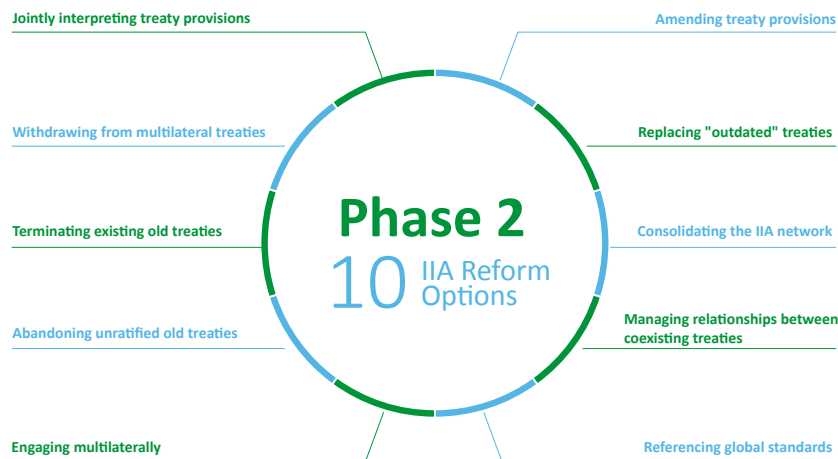 Jointly interpreting treaty provisions
Amending treaty provisions
Withdrawing from multilateral treaties
Replacing "outdated" treaties
Phase 2
10 IIA Reform
Options
Terminating existing old treaties
Consolidating the IIA network
Abandoning unratified old treaties
Managing relationships between
coexisting treaties
Engaging multilaterally
Referencing global standards